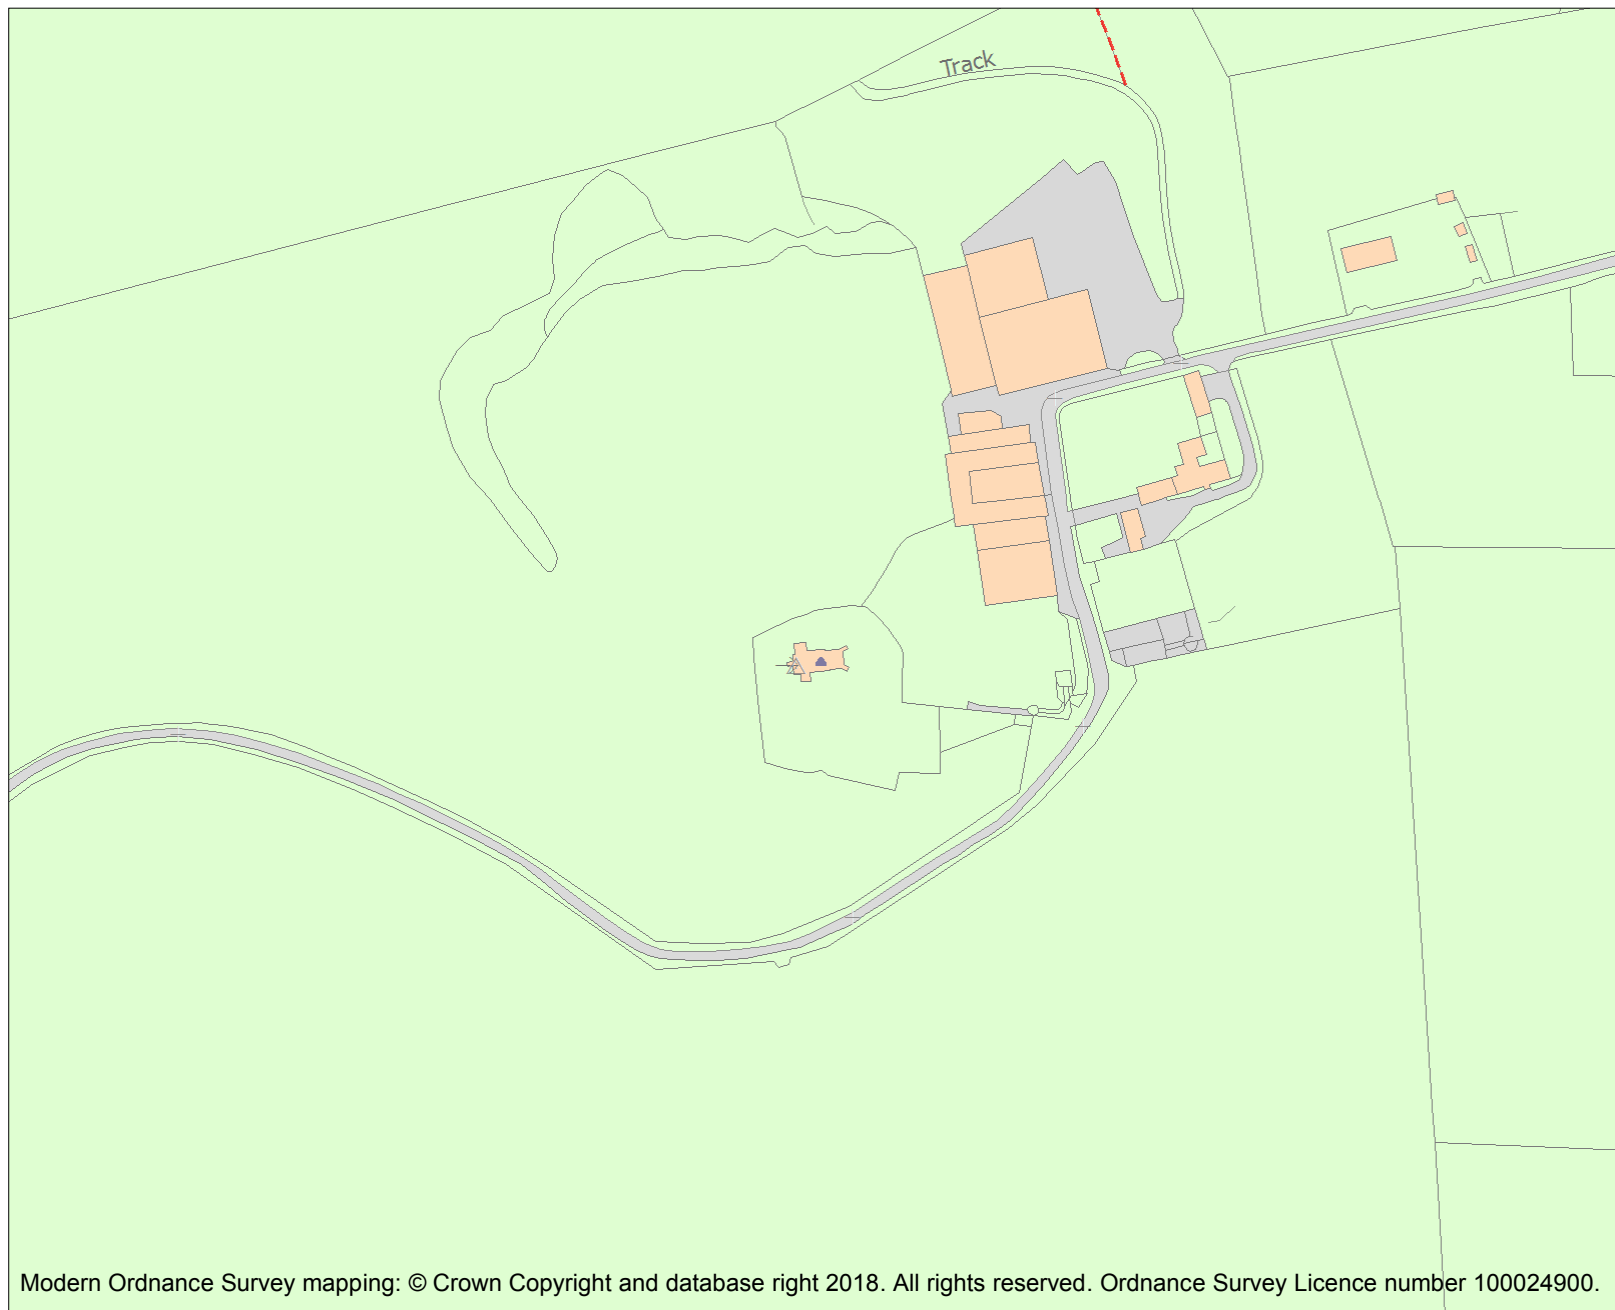 Track
Modern Ordnance Survey mapping: © Crown Copyright and database right 2018. All rights reserved. Ordnance Survey Licence number 100024900.